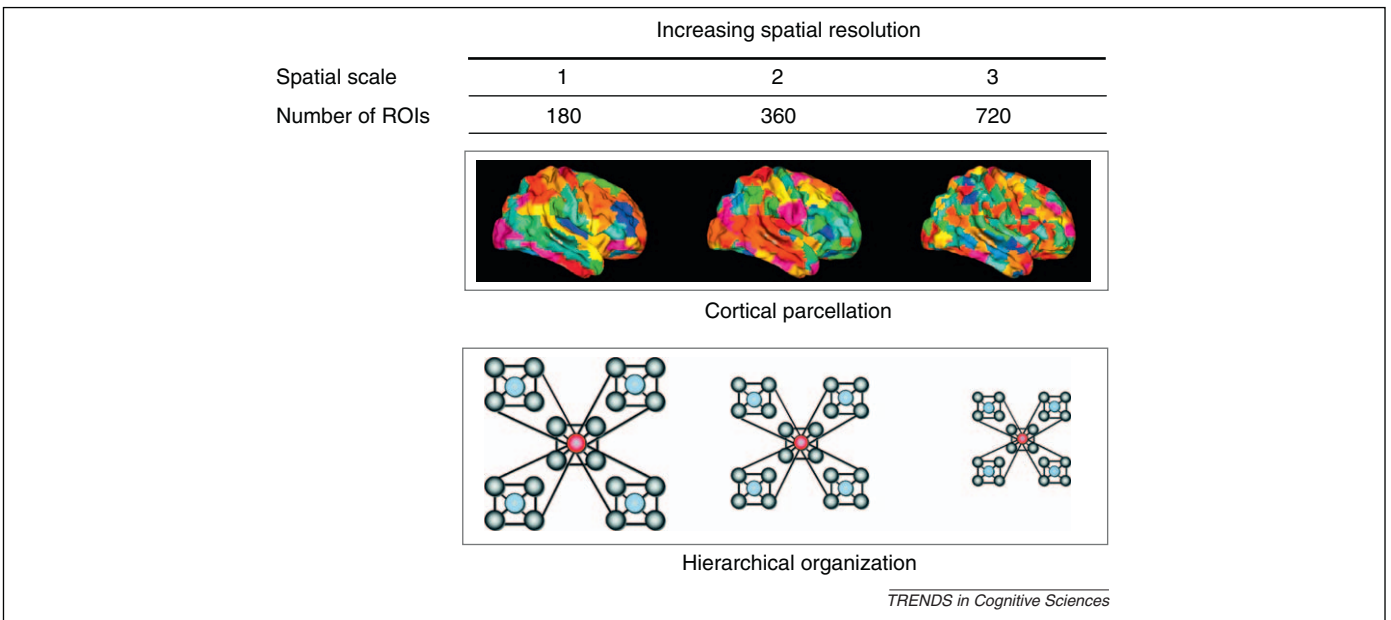 Increasing spatial resolution
Spatial scale 1 2 3
Number of ROIs 180 360 720
Cortical parcellation
Hierarchical organization
TRENDS in Cognitive Sciences